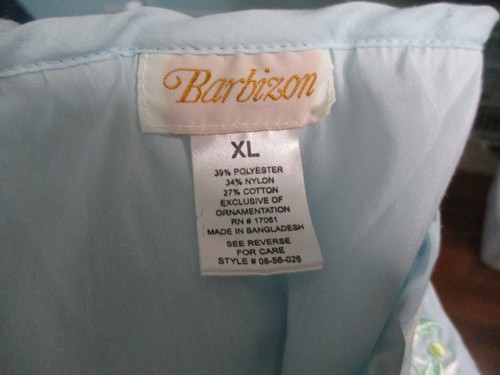 Barbizon
XL
39% POLYESTER
34% NYLON
27% COTTON
EXCLUSIVE OF
ORNAMENTATION
RN # 17061
MADE IN BANGLADESH
SEE REVERSE
FOR CARE
STYLE # 08-56-026